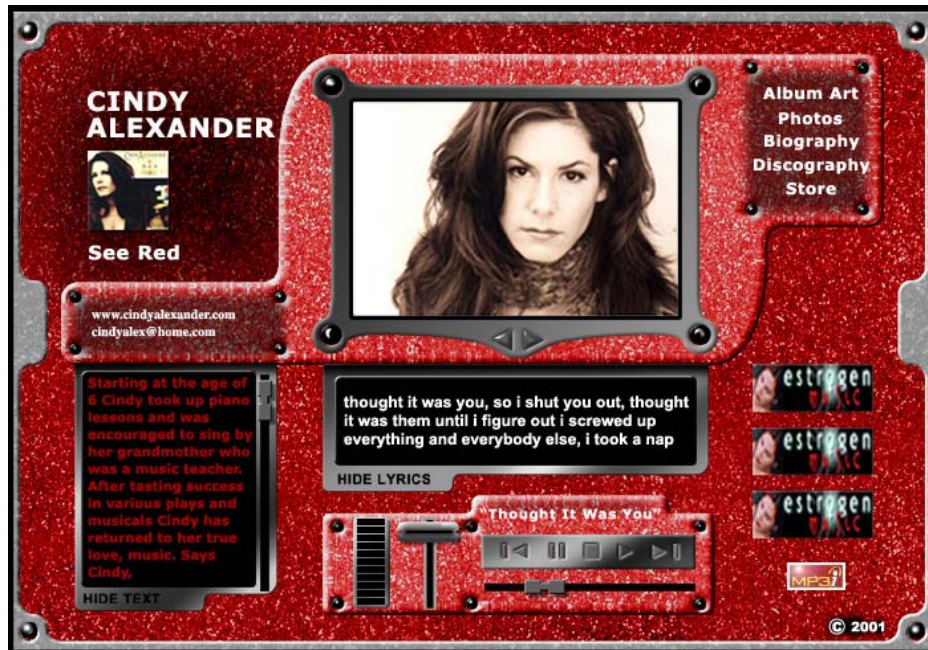 CINDY
ALEXANDER
See Red
www.cindyalexander.com
cindyalex@home.com
Album Art
Photos
Biography
Discography
Store
Starting at the age of
6 Cindy took up piano
lessons and was
encouraged to sing by
her grandmother who
was a music teacher.
After tasting success
in various plays and
musicals Cindy has
returned to her true
love, music. Says
Cindy,
HIDE TEXT
thought it was you, so i shut you out, thought
it was them until i figure out i screwed up
everything and everybody else, i took a nap
HIDE LYRICS
"Thought It Was You"
estrogen
estrogen
estrogen
MP3i
© 2001